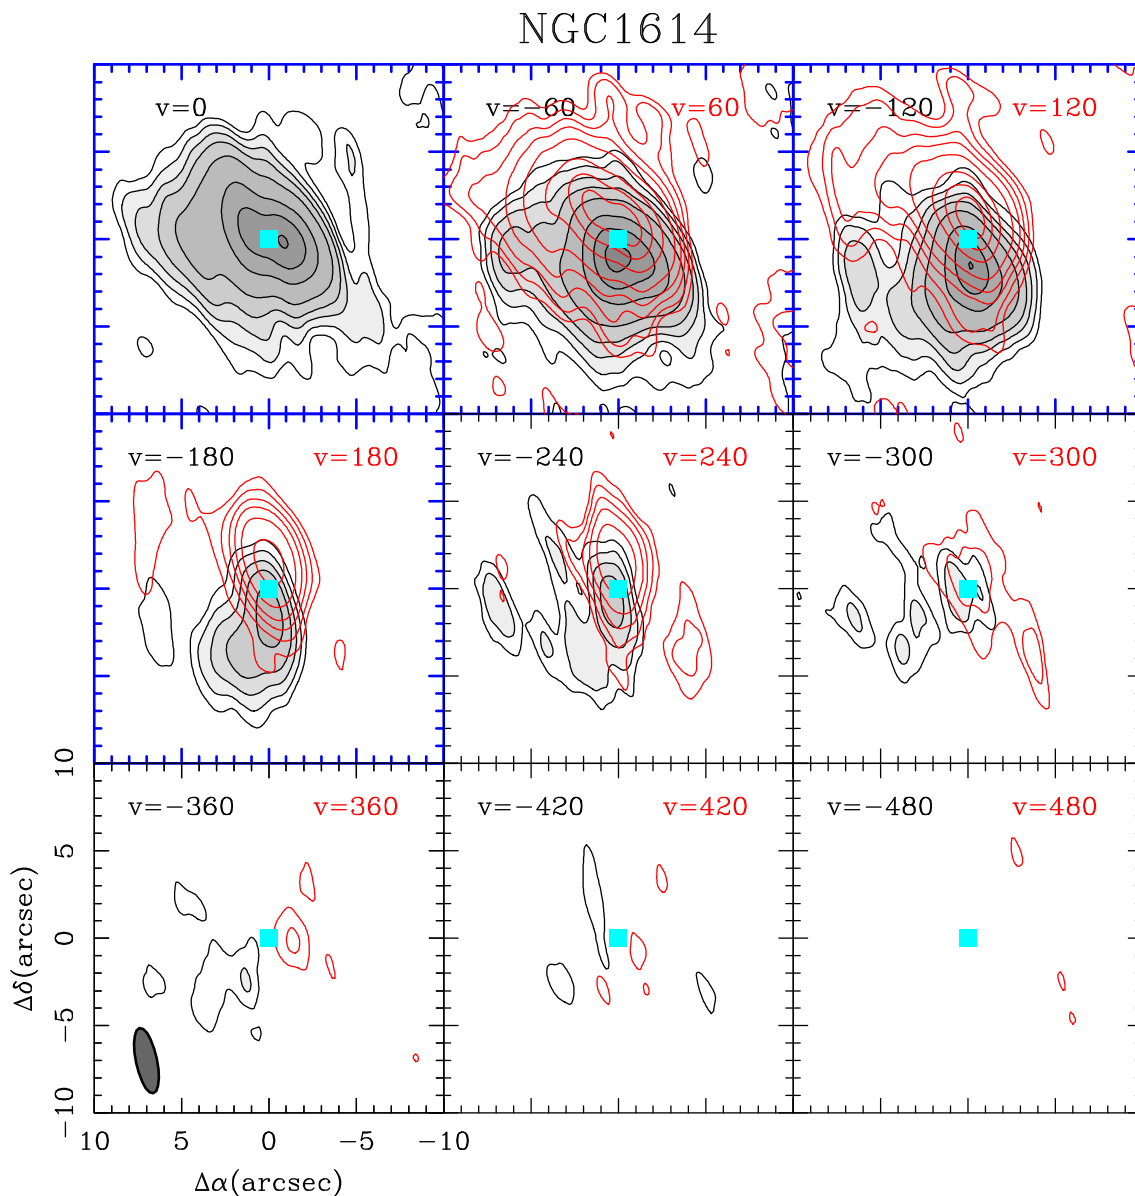 NGC1614
v=0
v=−60 v=60
v=−120 v=120
v=−180 v=180
v=−240 v=240
v=−300 v=300
v=−360 v=360
v=−420 v=420
v=−480 v=480
10
5
0
−5
−10
Δδ(arcsec)
10 5 0 −5 −10
Δα(arcsec)